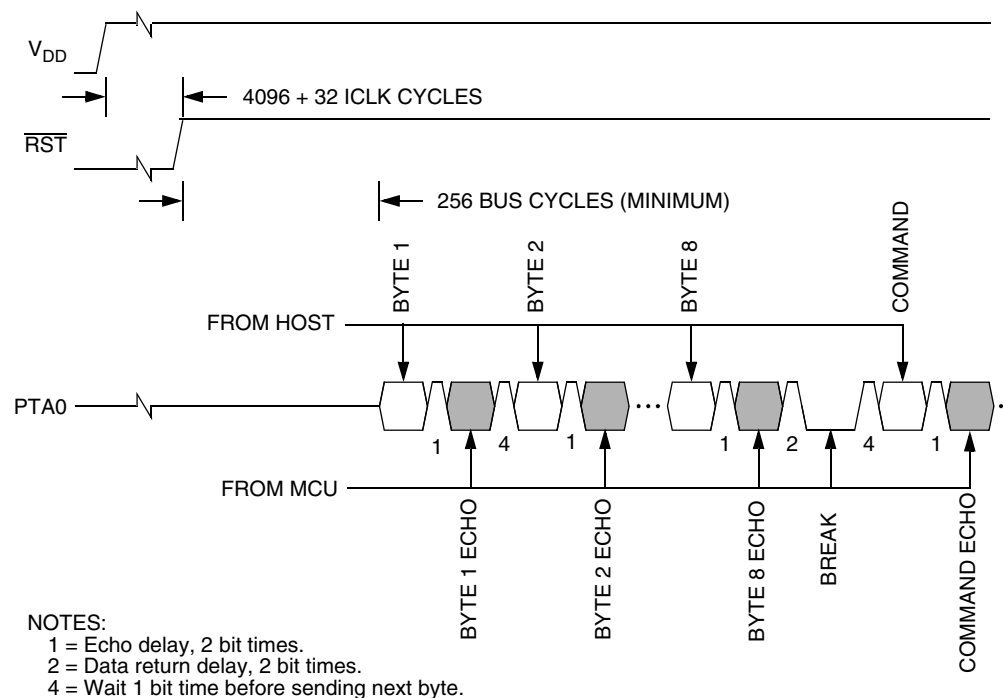 VDD
4096 + 32 ICLK CYCLES
RST
256 BUS CYCLES (MINIMUM)
BYTE 1
BYTE 2
BYTE 8
COMMAND
FROM HOST
PTA0
1
4
1
1
2
4
1
FROM MCU
BYTE 1 ECHO
BYTE 2 ECHO
BYTE 8 ECHO
BREAK
COMMAND ECHO
NOTES:
1 = Echo delay, 2 bit times.
2 = Data return delay, 2 bit times.
4 = Wait 1 bit time before sending next byte.